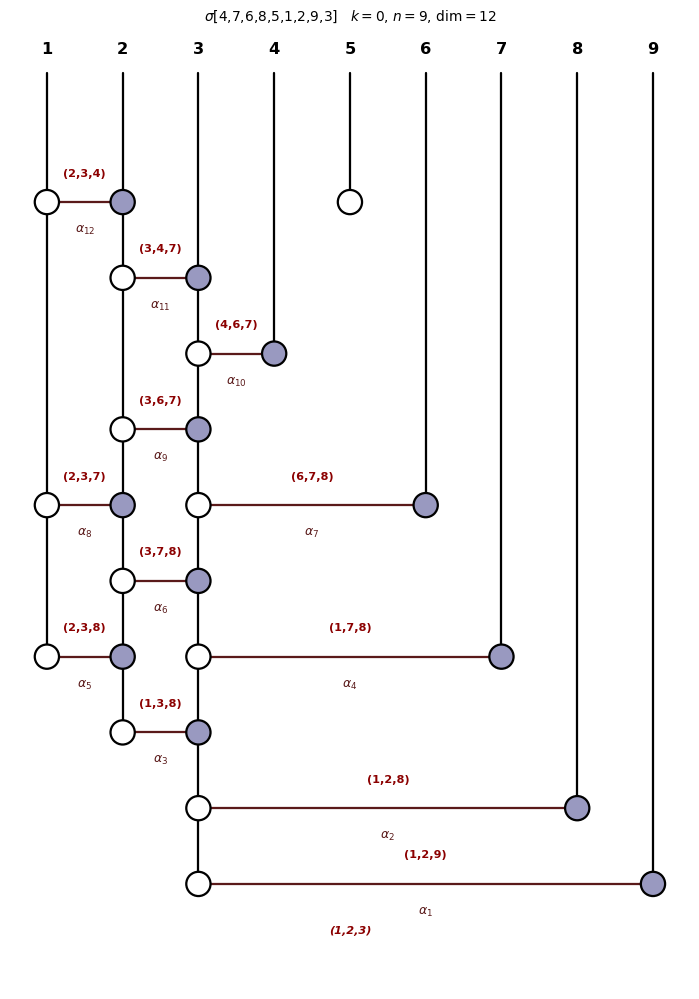 σ[4,7,6,8,5,1,2,9,3] k = 0, n = 9, dim = 12
1 2 3 4 5 6 7 8 9
(2,3,4)
α₁₂
(3,4,7)
α₁₁
(4,6,7)
α₁₀
(3,6,7)
α₉
(2,3,7) (6,7,8)
α₈ α₇
(3,7,8)
α₆
(2,3,8) (1,7,8)
α₅ α₄
(1,3,8)
α₃
(1,2,8)
α₂
(1,2,9)
α₁
(1,2,3)